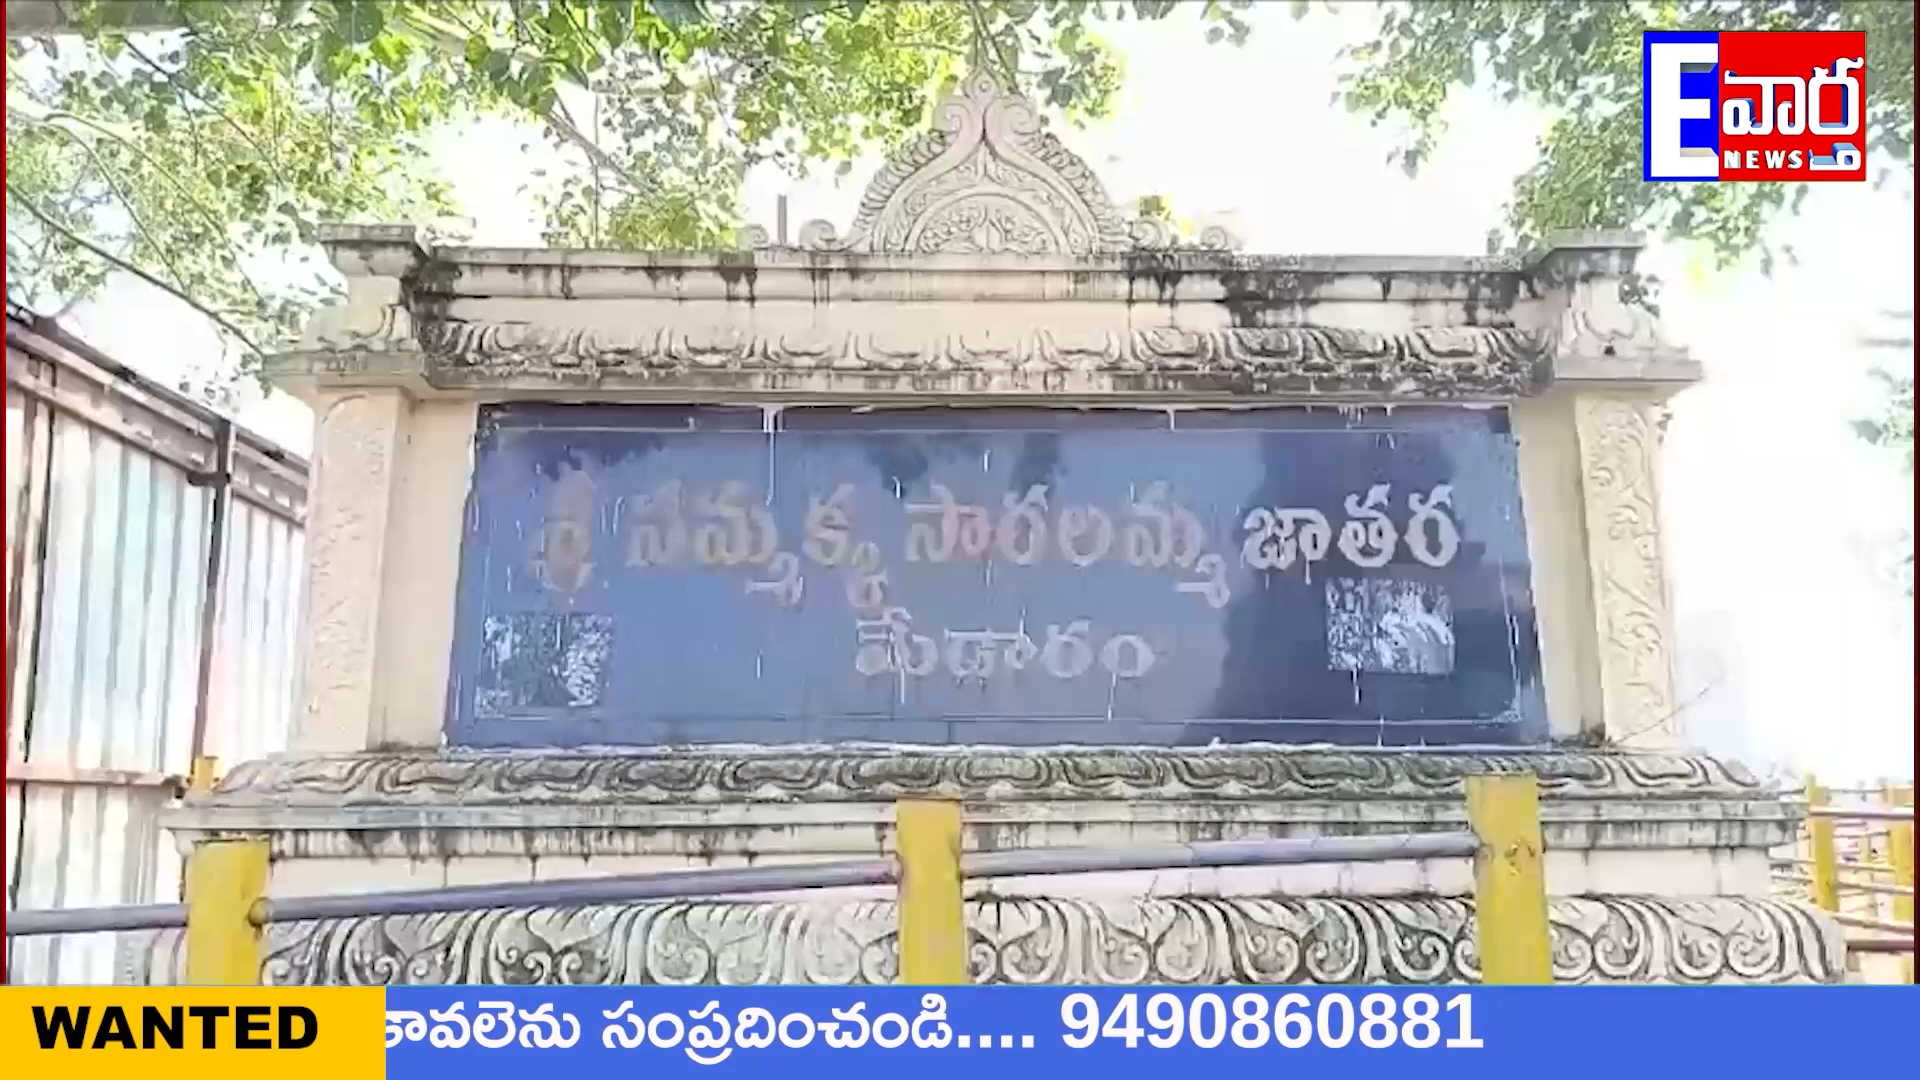 E వార్త
NEWS
శ్రీ సమ్మక్క సారలమ్మ జాతర
మేడారం
WANTED
కావలెను సంప్రదించండి.... 9490860881